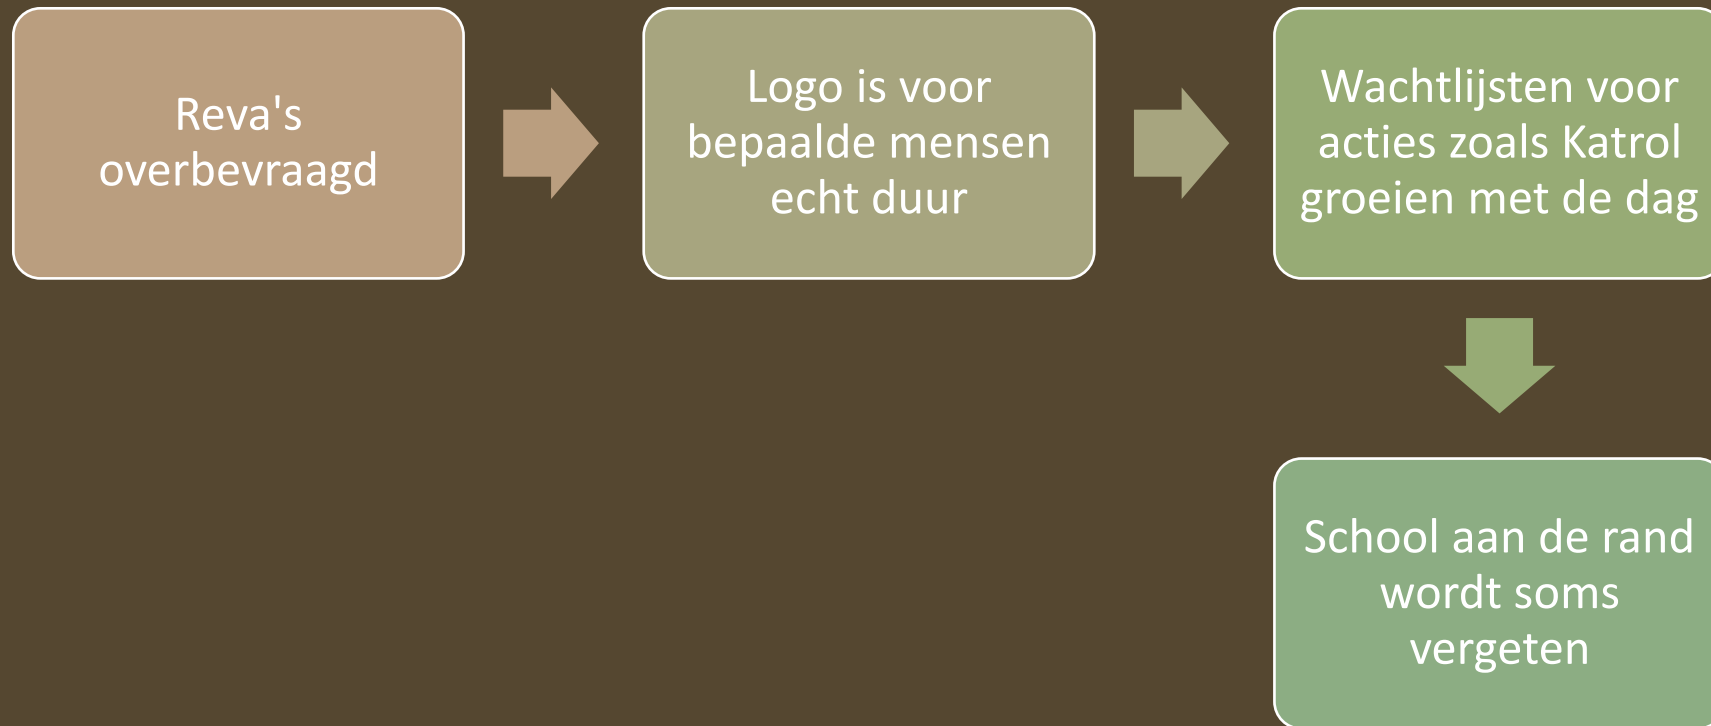 Reva's
overbevraagd
Logo is voor
bepaalde mensen
echt duur
Wachtlijsten voor
acties zoals Katrol
groeien met de dag
School aan de rand
wordt soms
vergeten